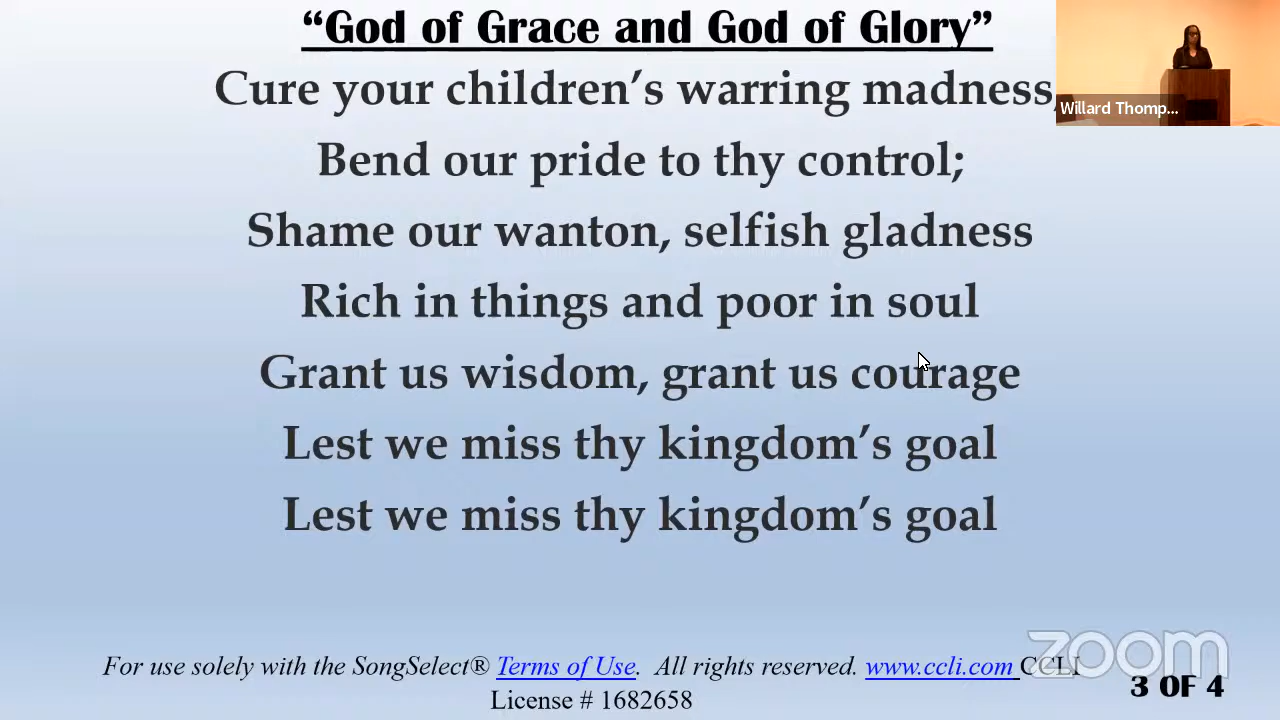 “God of Grace and God of Glory”
Cure your children’s warring madness,
Willard Thomp...
Bend our pride to thy control;
Shame our wanton, selfish gladness
Rich in things and poor in soul
Grant us wisdom, grant us courage
Lest we miss thy kingdom’s goal
Lest we miss thy kingdom’s goal
zoom
For use solely with the SongSelect® Terms of Use.  All rights reserved. www.ccli.com CCLI
License # 1682658
3 OF 4